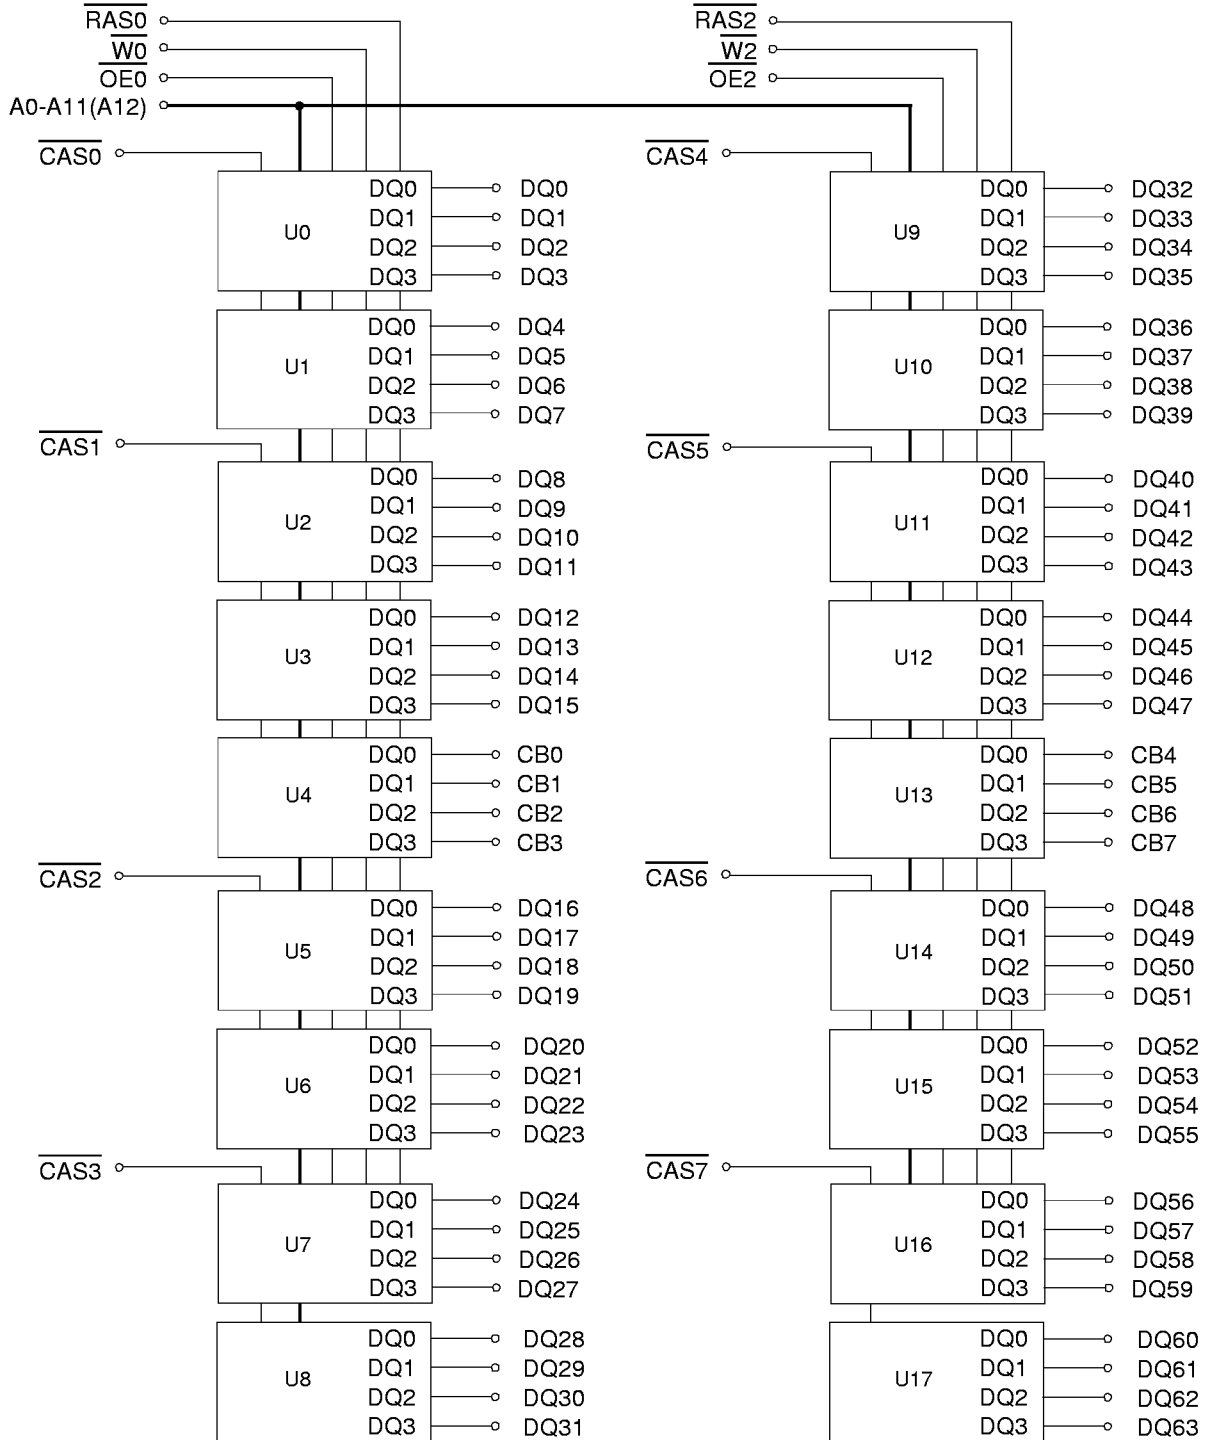 RAS0
W0
OE0
A0-A11(A12)
CAS0
U0
DQ0 DQ0
DQ1 DQ1
DQ2 DQ2
DQ3 DQ3
U1
DQ0 DQ4
DQ1 DQ5
DQ2 DQ6
DQ3 DQ7
CAS1
U2
DQ0 DQ8
DQ1 DQ9
DQ2 DQ10
DQ3 DQ11
U3
DQ0 DQ12
DQ1 DQ13
DQ2 DQ14
DQ3 DQ15
U4
DQ0 CB0
DQ1 CB1
DQ2 CB2
DQ3 CB3
CAS2
U5
DQ0 DQ16
DQ1 DQ17
DQ2 DQ18
DQ3 DQ19
U6
DQ0 DQ20
DQ1 DQ21
DQ2 DQ22
DQ3 DQ23
CAS3
U7
DQ0 DQ24
DQ1 DQ25
DQ2 DQ26
DQ3 DQ27
U8
DQ0 DQ28
DQ1 DQ29
DQ2 DQ30
DQ3 DQ31
RAS2
W2
OE2
CAS4
U9
DQ0 DQ32
DQ1 DQ33
DQ2 DQ34
DQ3 DQ35
U10
DQ0 DQ36
DQ1 DQ37
DQ2 DQ38
DQ3 DQ39
CAS5
U11
DQ0 DQ40
DQ1 DQ41
DQ2 DQ42
DQ3 DQ43
U12
DQ0 DQ44
DQ1 DQ45
DQ2 DQ46
DQ3 DQ47
U13
DQ0 CB4
DQ1 CB5
DQ2 CB6
DQ3 CB7
CAS6
U14
DQ0 DQ48
DQ1 DQ49
DQ2 DQ50
DQ3 DQ51
U15
DQ0 DQ52
DQ1 DQ53
DQ2 DQ54
DQ3 DQ55
CAS7
U16
DQ0 DQ56
DQ1 DQ57
DQ2 DQ58
DQ3 DQ59
U17
DQ0 DQ60
DQ1 DQ61
DQ2 DQ62
DQ3 DQ63